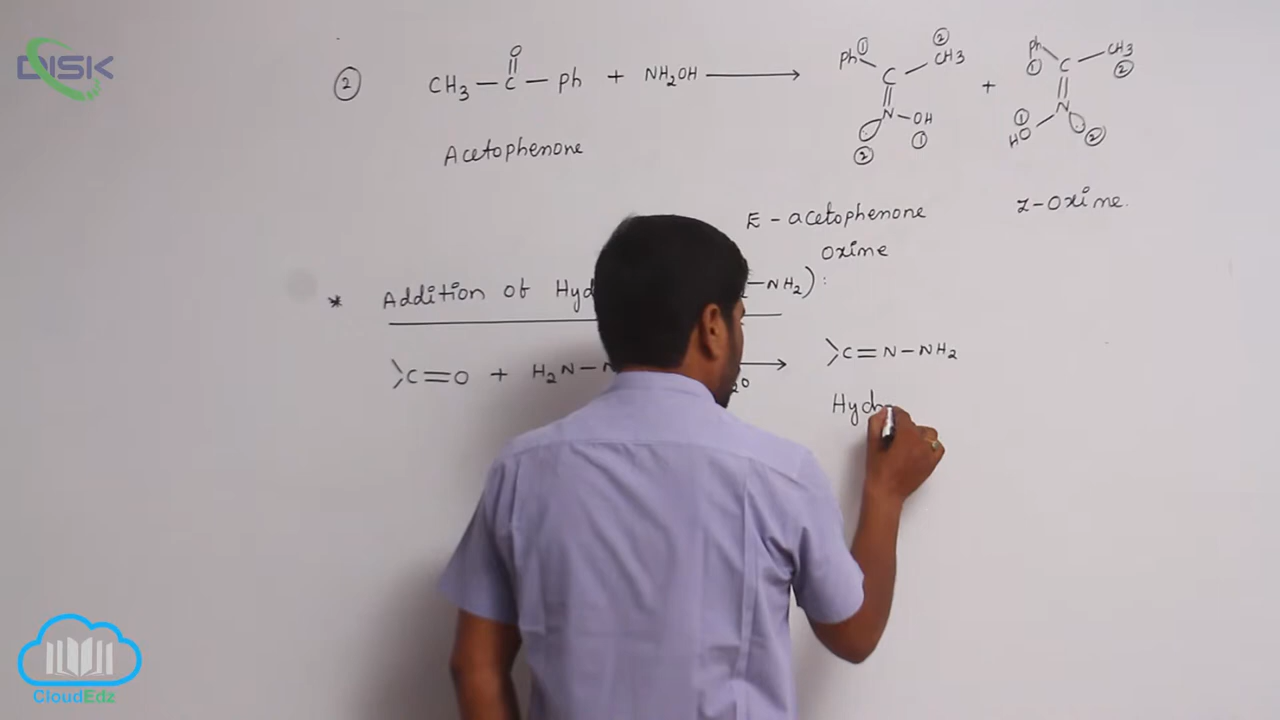 DISK
② CH3 — C — Ph + NH2OH ⟶
O
Acetophenone
Ph ① ② CH3
C
N — OH
② ①
+
Ph CH3
① C ②
N
① HO ②
E - acetophenone
oxime
Z - Oxime.
* Addition of Hyd — NH2) :
>C = O + H2N — N ⟶ >C = N — NH2
2O
Hyd
CloudEdz